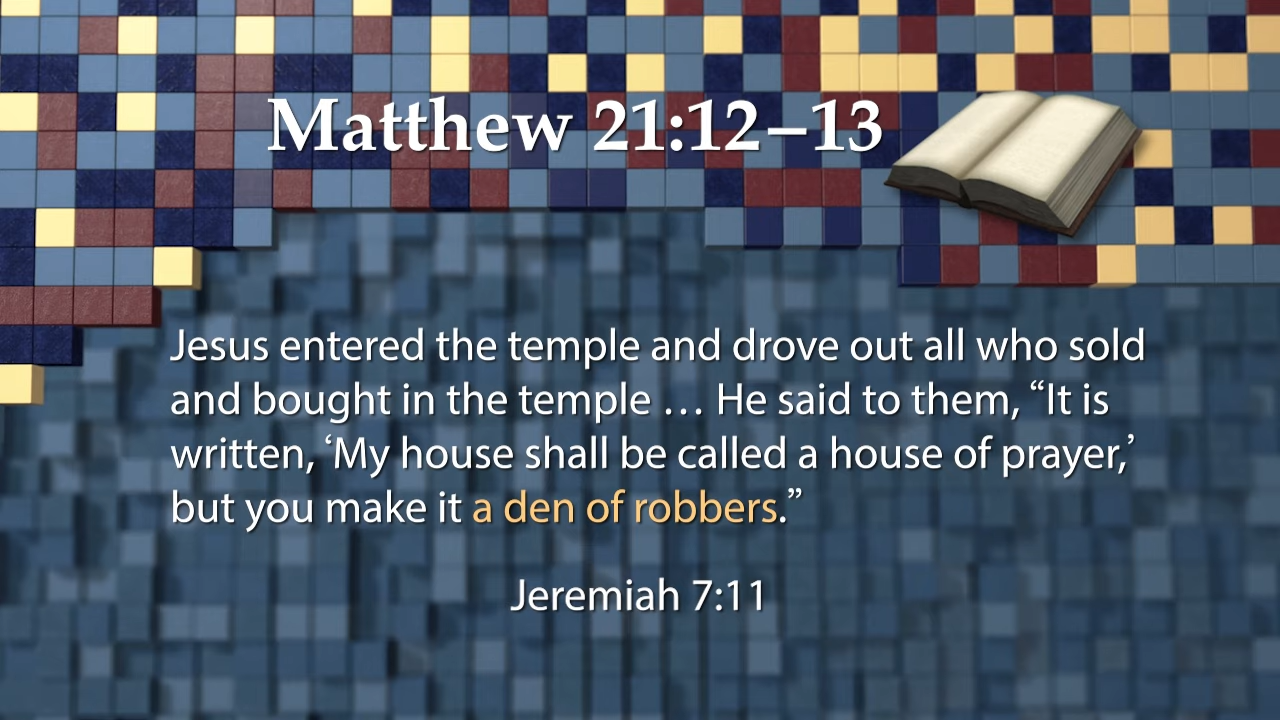 Matthew 21:12–13
Jesus entered the temple and drove out all who sold
and bought in the temple … He said to them, “It is
written, ‘My house shall be called a house of prayer,’
but you make it a den of robbers.”
Jeremiah 7:11